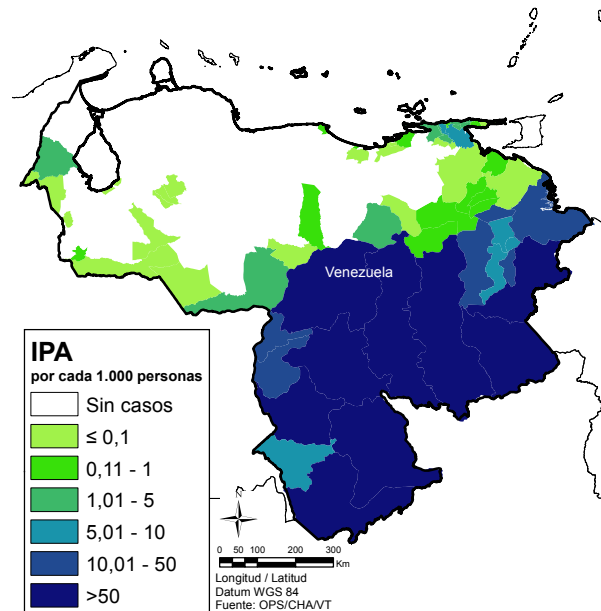 Venezuela
IPA
por cada 1.000 personas
Sin casos
≤ 0,1
0,11 - 1
1,01 - 5
5,01 - 10
10,01 - 50
>50
0 50 100 200 300
Km
Longitud / Latitud
Datum WGS 84
Fuente: OPS/CHA/VT